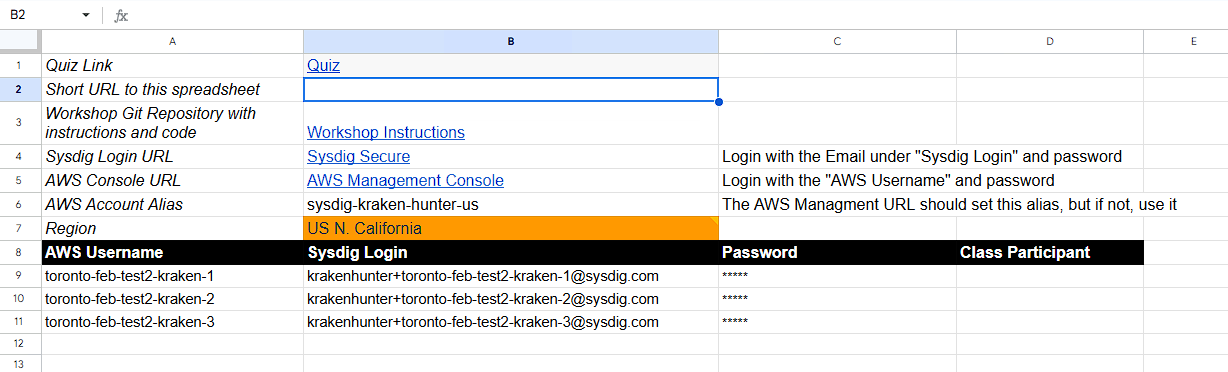 B2 fx
A B C D E
1 Quiz Link Quiz
2 Short URL to this spreadsheet
3 Workshop Git Repository with
instructions and code Workshop Instructions
4 Sysdig Login URL Sysdig Secure Login with the Email under "Sysdig Login" and password
5 AWS Console URL AWS Management Console Login with the "AWS Username" and password
6 AWS Account Alias sysdig-kraken-hunter-us The AWS Managment URL should set this alias, but if not, use it
7 Region US N. California
8 AWS Username Sysdig Login Password Class Participant
9 toronto-feb-test2-kraken-1 krakenhunter+toronto-feb-test2-kraken-1@sysdig.com *****
10 toronto-feb-test2-kraken-2 krakenhunter+toronto-feb-test2-kraken-2@sysdig.com *****
11 toronto-feb-test2-kraken-3 krakenhunter+toronto-feb-test2-kraken-3@sysdig.com *****
12
13